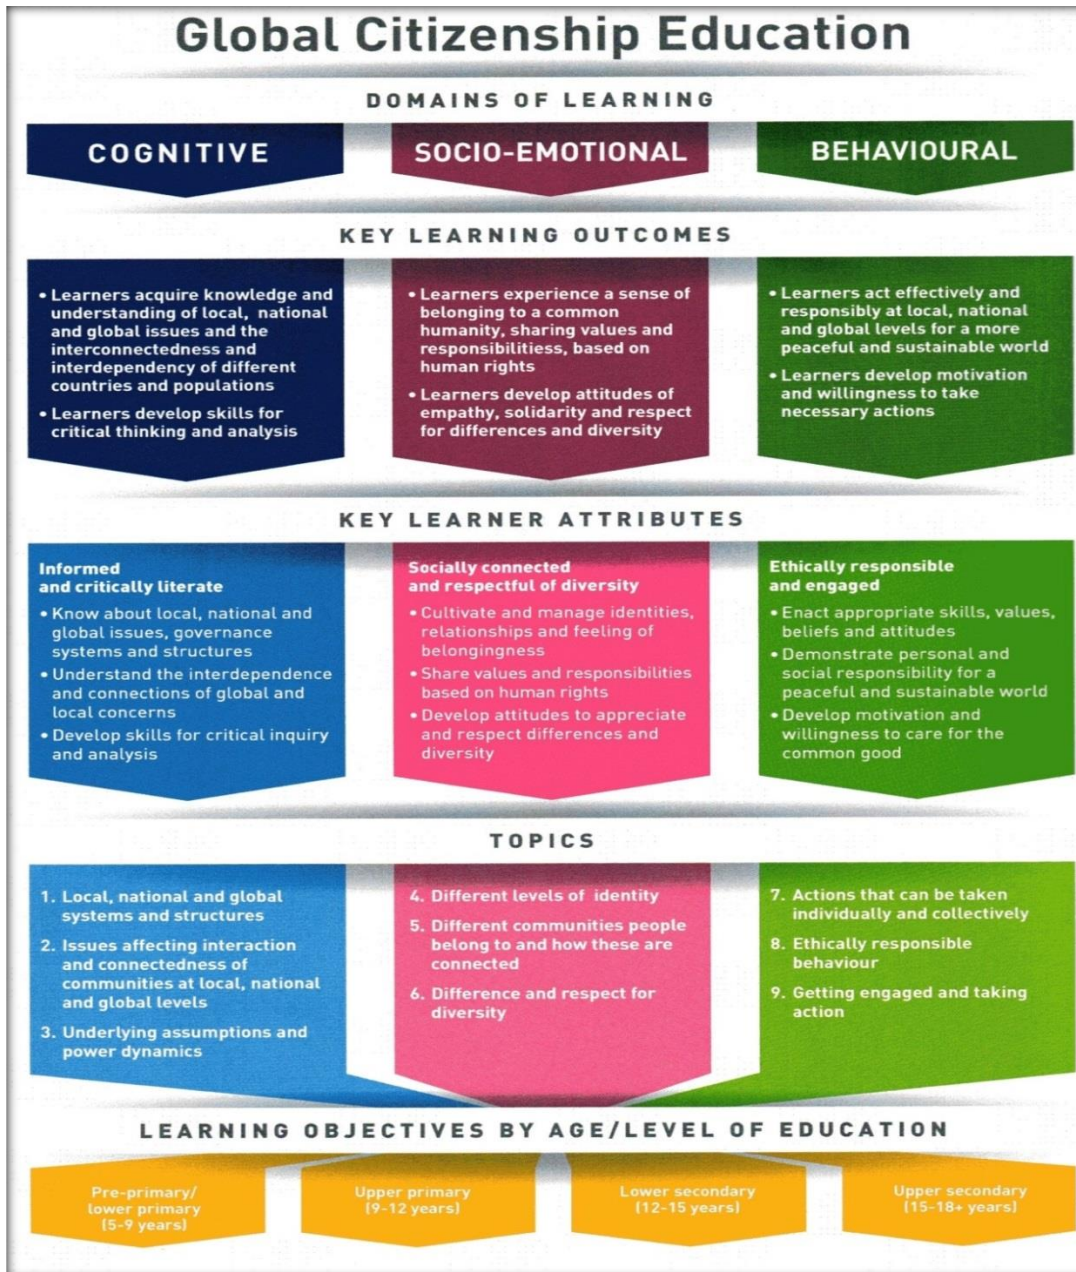 Global Citizenship Education
DOMAINS OF LEARNING
COGNITIVE
SOCIO-EMOTIONAL
BEHAVIOURAL
KEY LEARNING OUTCOMES
• Learners acquire knowledge and
understanding of local, national
and global issues and the
interconnectedness and
interdependency of different
countries and populations
• Learners develop skills for
critical thinking and analysis
• Learners experience a sense of
belonging to a common
humanity, sharing values and
responsibilitiess, based on
human rights
• Learners develop attitudes of
empathy, solidarity and respect
for differences and diversity
• Learners act effectively and
responsibly at local, national
and global levels for a more
peaceful and sustainable world
• Learners develop motivation
and willingness to take
necessary actions
KEY LEARNER ATTRIBUTES
Informed
and critically literate
• Know about local, national and
global issues, governance
systems and structures
• Understand the interdependence
and connections of global and
local concerns
• Develop skills for critical inquiry
and analysis
Socially connected
and respectful of diversity
• Cultivate and manage identities,
relationships and feeling of
belongingness
• Share values and responsibilities
based on human rights
• Develop attitudes to appreciate
and respect differences and
diversity
Ethically responsible
and engaged
• Enact appropriate skills, values,
beliefs and attitudes
• Demonstrate personal and
social responsibility for a
peaceful and sustainable world
• Develop motivation and
willingness to care for the
common good
TOPICS
1. Local, national and global
systems and structures
2. Issues affecting interaction
and connectedness of
communities at local, national
and global levels
3. Underlying assumptions and
power dynamics
4. Different levels of identity
5. Different communities people
belong to and how these are
connected
6. Difference and respect for
diversity
7. Actions that can be taken
individually and collectively
8. Ethically responsible
behaviour
9. Getting engaged and taking
action
LEARNING OBJECTIVES BY AGE/LEVEL OF EDUCATION
Pre-primary/
lower primary
(5-9 years)
Upper primary
(9-12 years)
Lower secondary
(12-15 years)
Upper secondary
(15-18+ years)